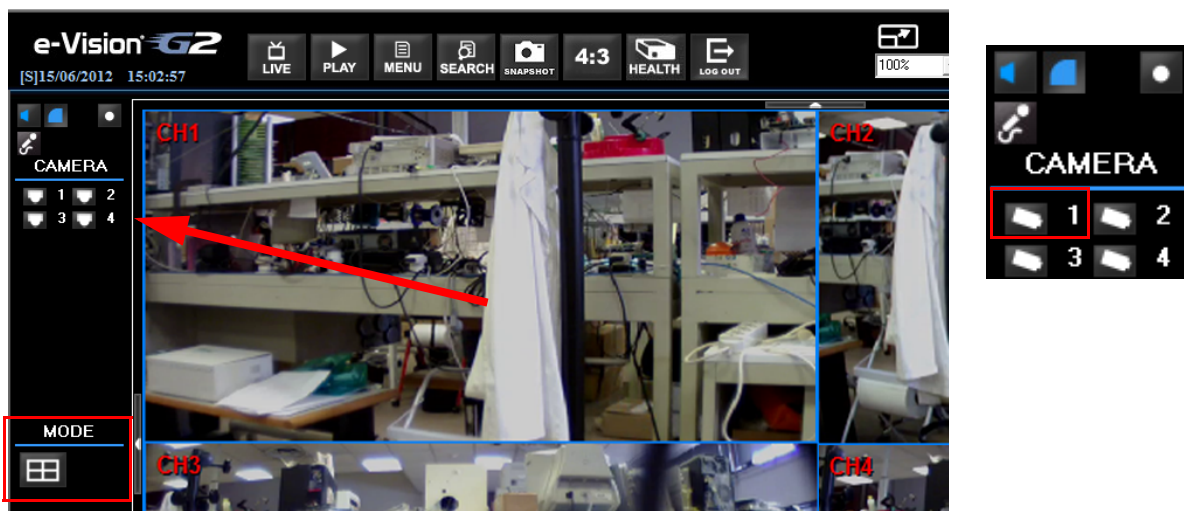 e-Vision G2
[S]15/06/2012 15:02:57
LIVE PLAY MENU SEARCH SNAPSHOT 4:3 HEALTH LOG OUT
100%
CAMERA
1 2
3 4
MODE
CH1 CH2
CH3 CH4
CAMERA
1 2
3 4